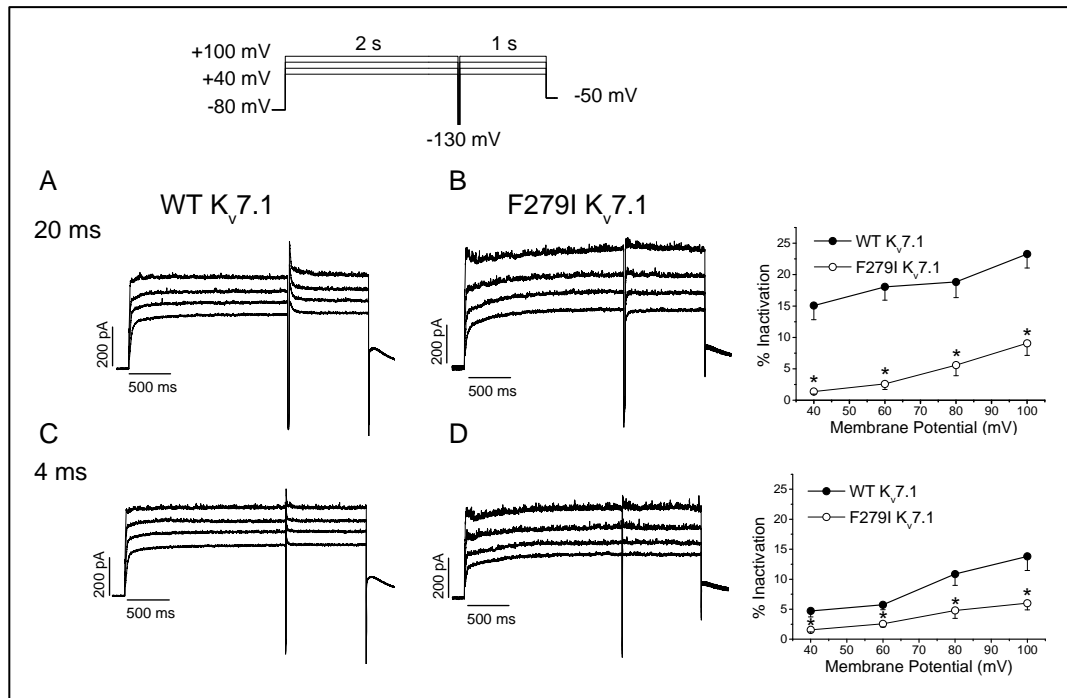 2 s
1 s
+100 mV
+40 mV
-80 mV
-50 mV
-130 mV
A
B
WT Kv7.1
F279I Kv7.1
20 ms
200 pA
500 ms
200 pA
500 ms
WT Kv7.1
F279I Kv7.1
% Inactivation
25
20
15
10
5
0
* * * *
40 50 60 70 80 90 100
Membrane Potential (mV)
C
D
4 ms
200 pA
500 ms
200 pA
500 ms
WT Kv7.1
F279I Kv7.1
% Inactivation
25
20
15
10
5
0
* * * *
40 50 60 70 80 90 100
Membrane Potential (mV)